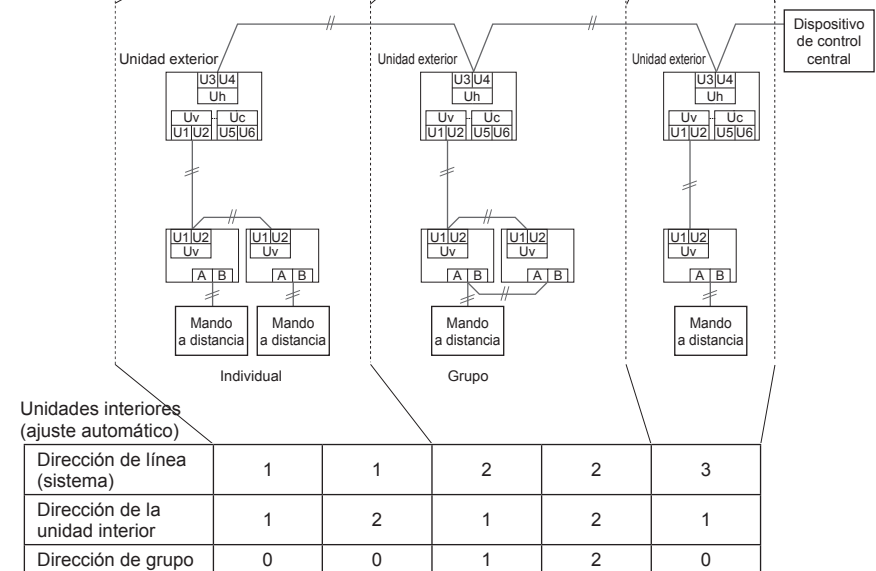 Dispositivo
de control
central
Unidad exterior
Unidad exterior
Unidad exterior
U3 U4
U3 U4
U3 U4
Uh
Uh
Uh
Uv Uc
Uv Uc
Uv Uc
U1 U2 U5 U6
U1 U2 U5 U6
U1 U2 U5 U6
U1 U2
U1 U2
U1 U2
U1 U2
U1 U2
Uv
Uv
Uv
Uv
Uv
A B
A B
A B
A B
A B
Mando
a distancia
Mando
a distancia
Mando
a distancia
Mando
a distancia
Individual
Grupo
Unidades interiores
(ajuste automático)
Dirección de línea
(sistema)
1 1 2 2 3
Dirección de la
unidad interior
1 2 1 2 1
Dirección de grupo 0 0 1 2 0